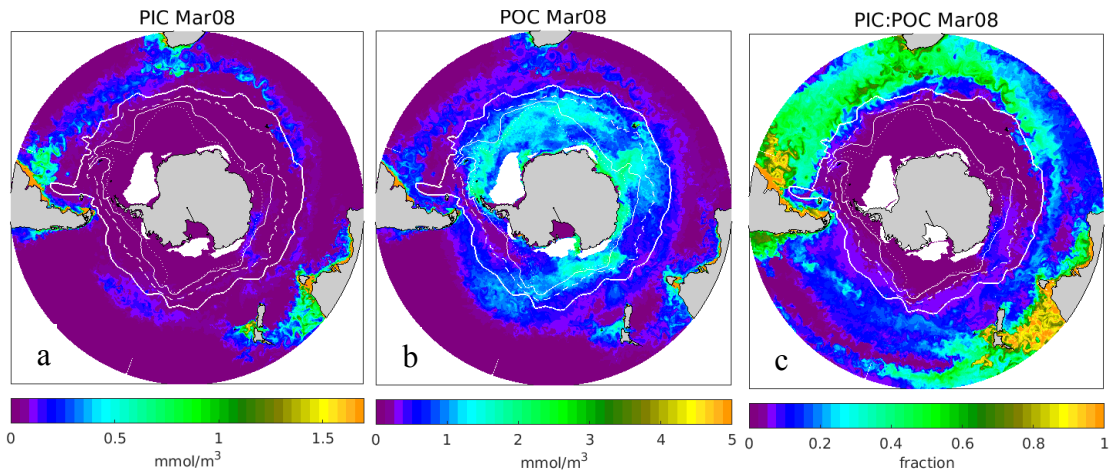 PIC Mar08
POC Mar08
PIC:POC Mar08
a
b
c
0 0.5 1 1.5
mmol/m³
0 1 2 3 4 5
mmol/m³
0 0.2 0.4 0.6 0.8 1
fraction